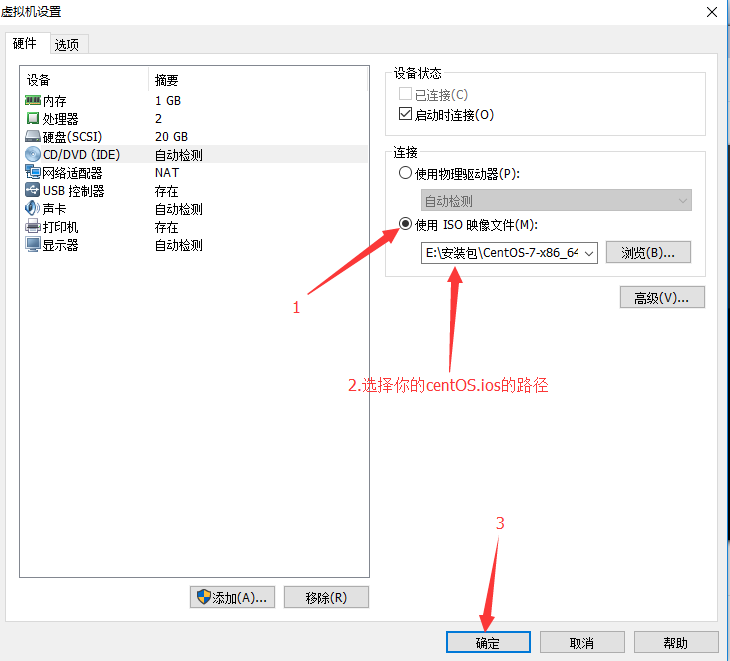 虚拟机设置
硬件 选项
设备 摘要
内存 1 GB
处理器 2
硬盘(SCSI) 20 GB
CD/DVD (IDE) 自动检测
网络适配器 NAT
USB 控制器 存在
声卡 自动检测
打印机 存在
显示器 自动检测
添加(A)... 移除(R)
设备状态
已连接(C)
启动时连接(O)
连接
使用物理驱动器(P):
自动检测
使用 ISO 映像文件(M):
E:\安装包\CentOS-7-x86_64 浏览(B)...
高级(V)...
1
2.选择你的centOS.ios的路径
3
确定 取消 帮助